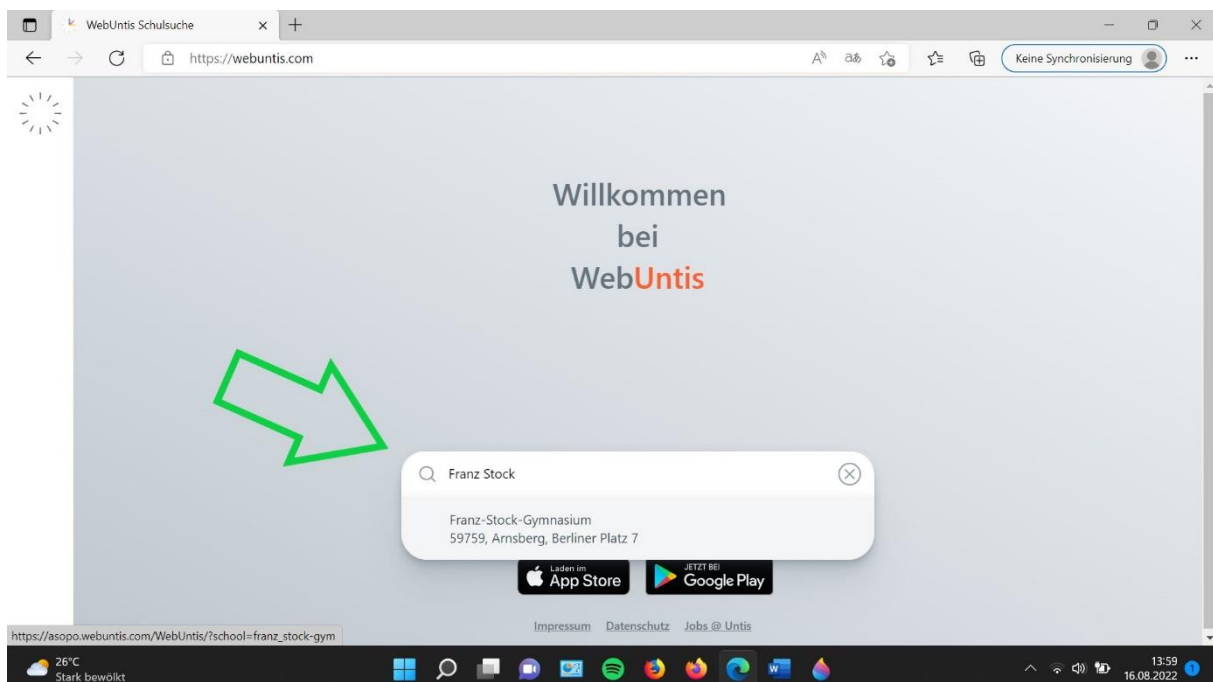 WebUntis Schulsuche
https://webuntis.com
Keine Synchronisierung
Willkommen
bei
WebUntis
Franz Stock
Franz-Stock-Gymnasium
59759, Arnsberg, Berliner Platz 7
Laden im
App Store
JETZT BEI
Google Play
Impressum Datenschutz Jobs @ Untis
https://asopo.webuntis.com/WebUntis/?school=franz_stock-gym
26°C
Stark bewölkt
13:59
16.08.2022
1